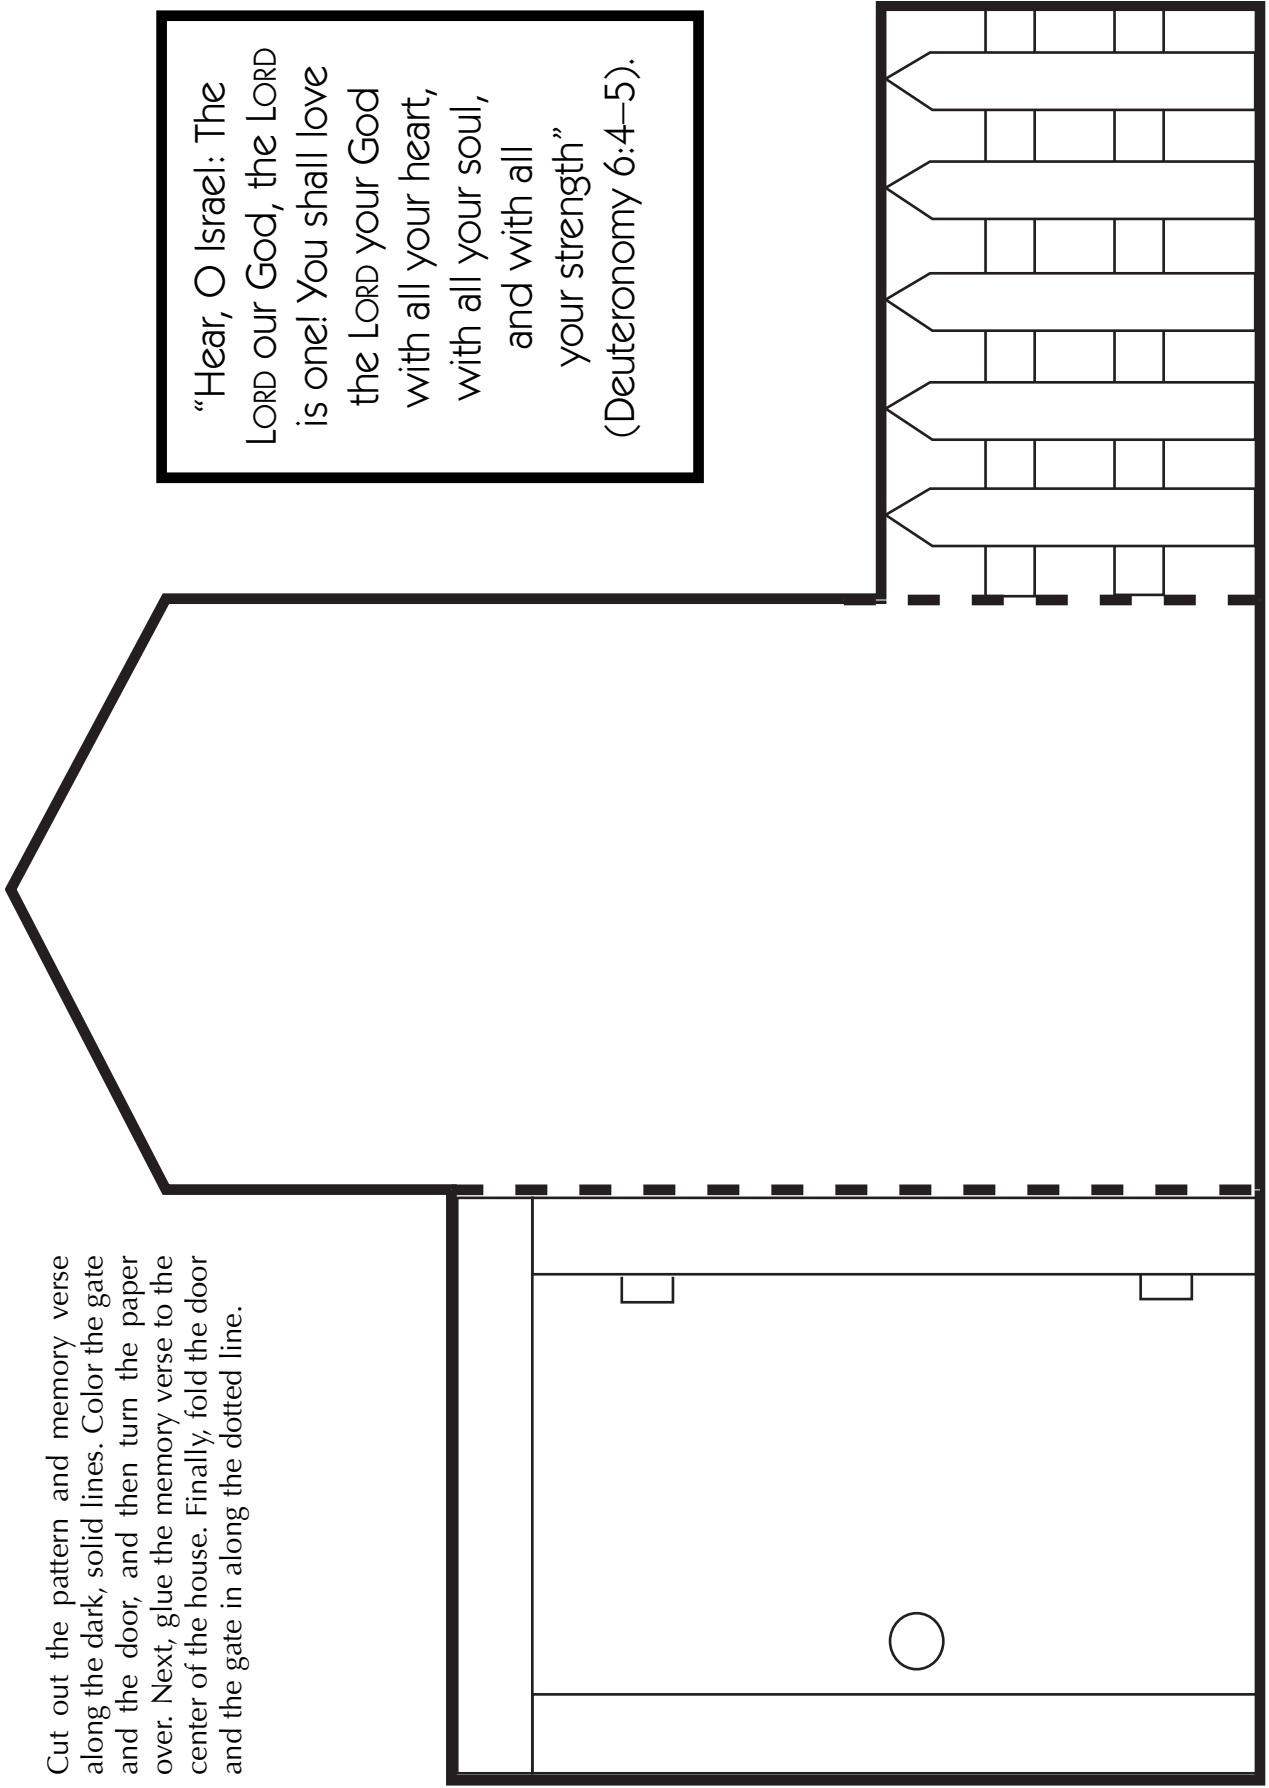 Cut out the pattern and memory verse
along the dark, solid lines. Color the gate
and the door, and then turn the paper
over. Next, glue the memory verse to the
center of the house. Finally, fold the door
and the gate in along the dotted line.
“Hear, O Israel: The
LORD our God, the LORD
is one! You shall love
the LORD your God
with all your heart,
with all your soul,
and with all
your strength”
(Deuteronomy 6:4–5).